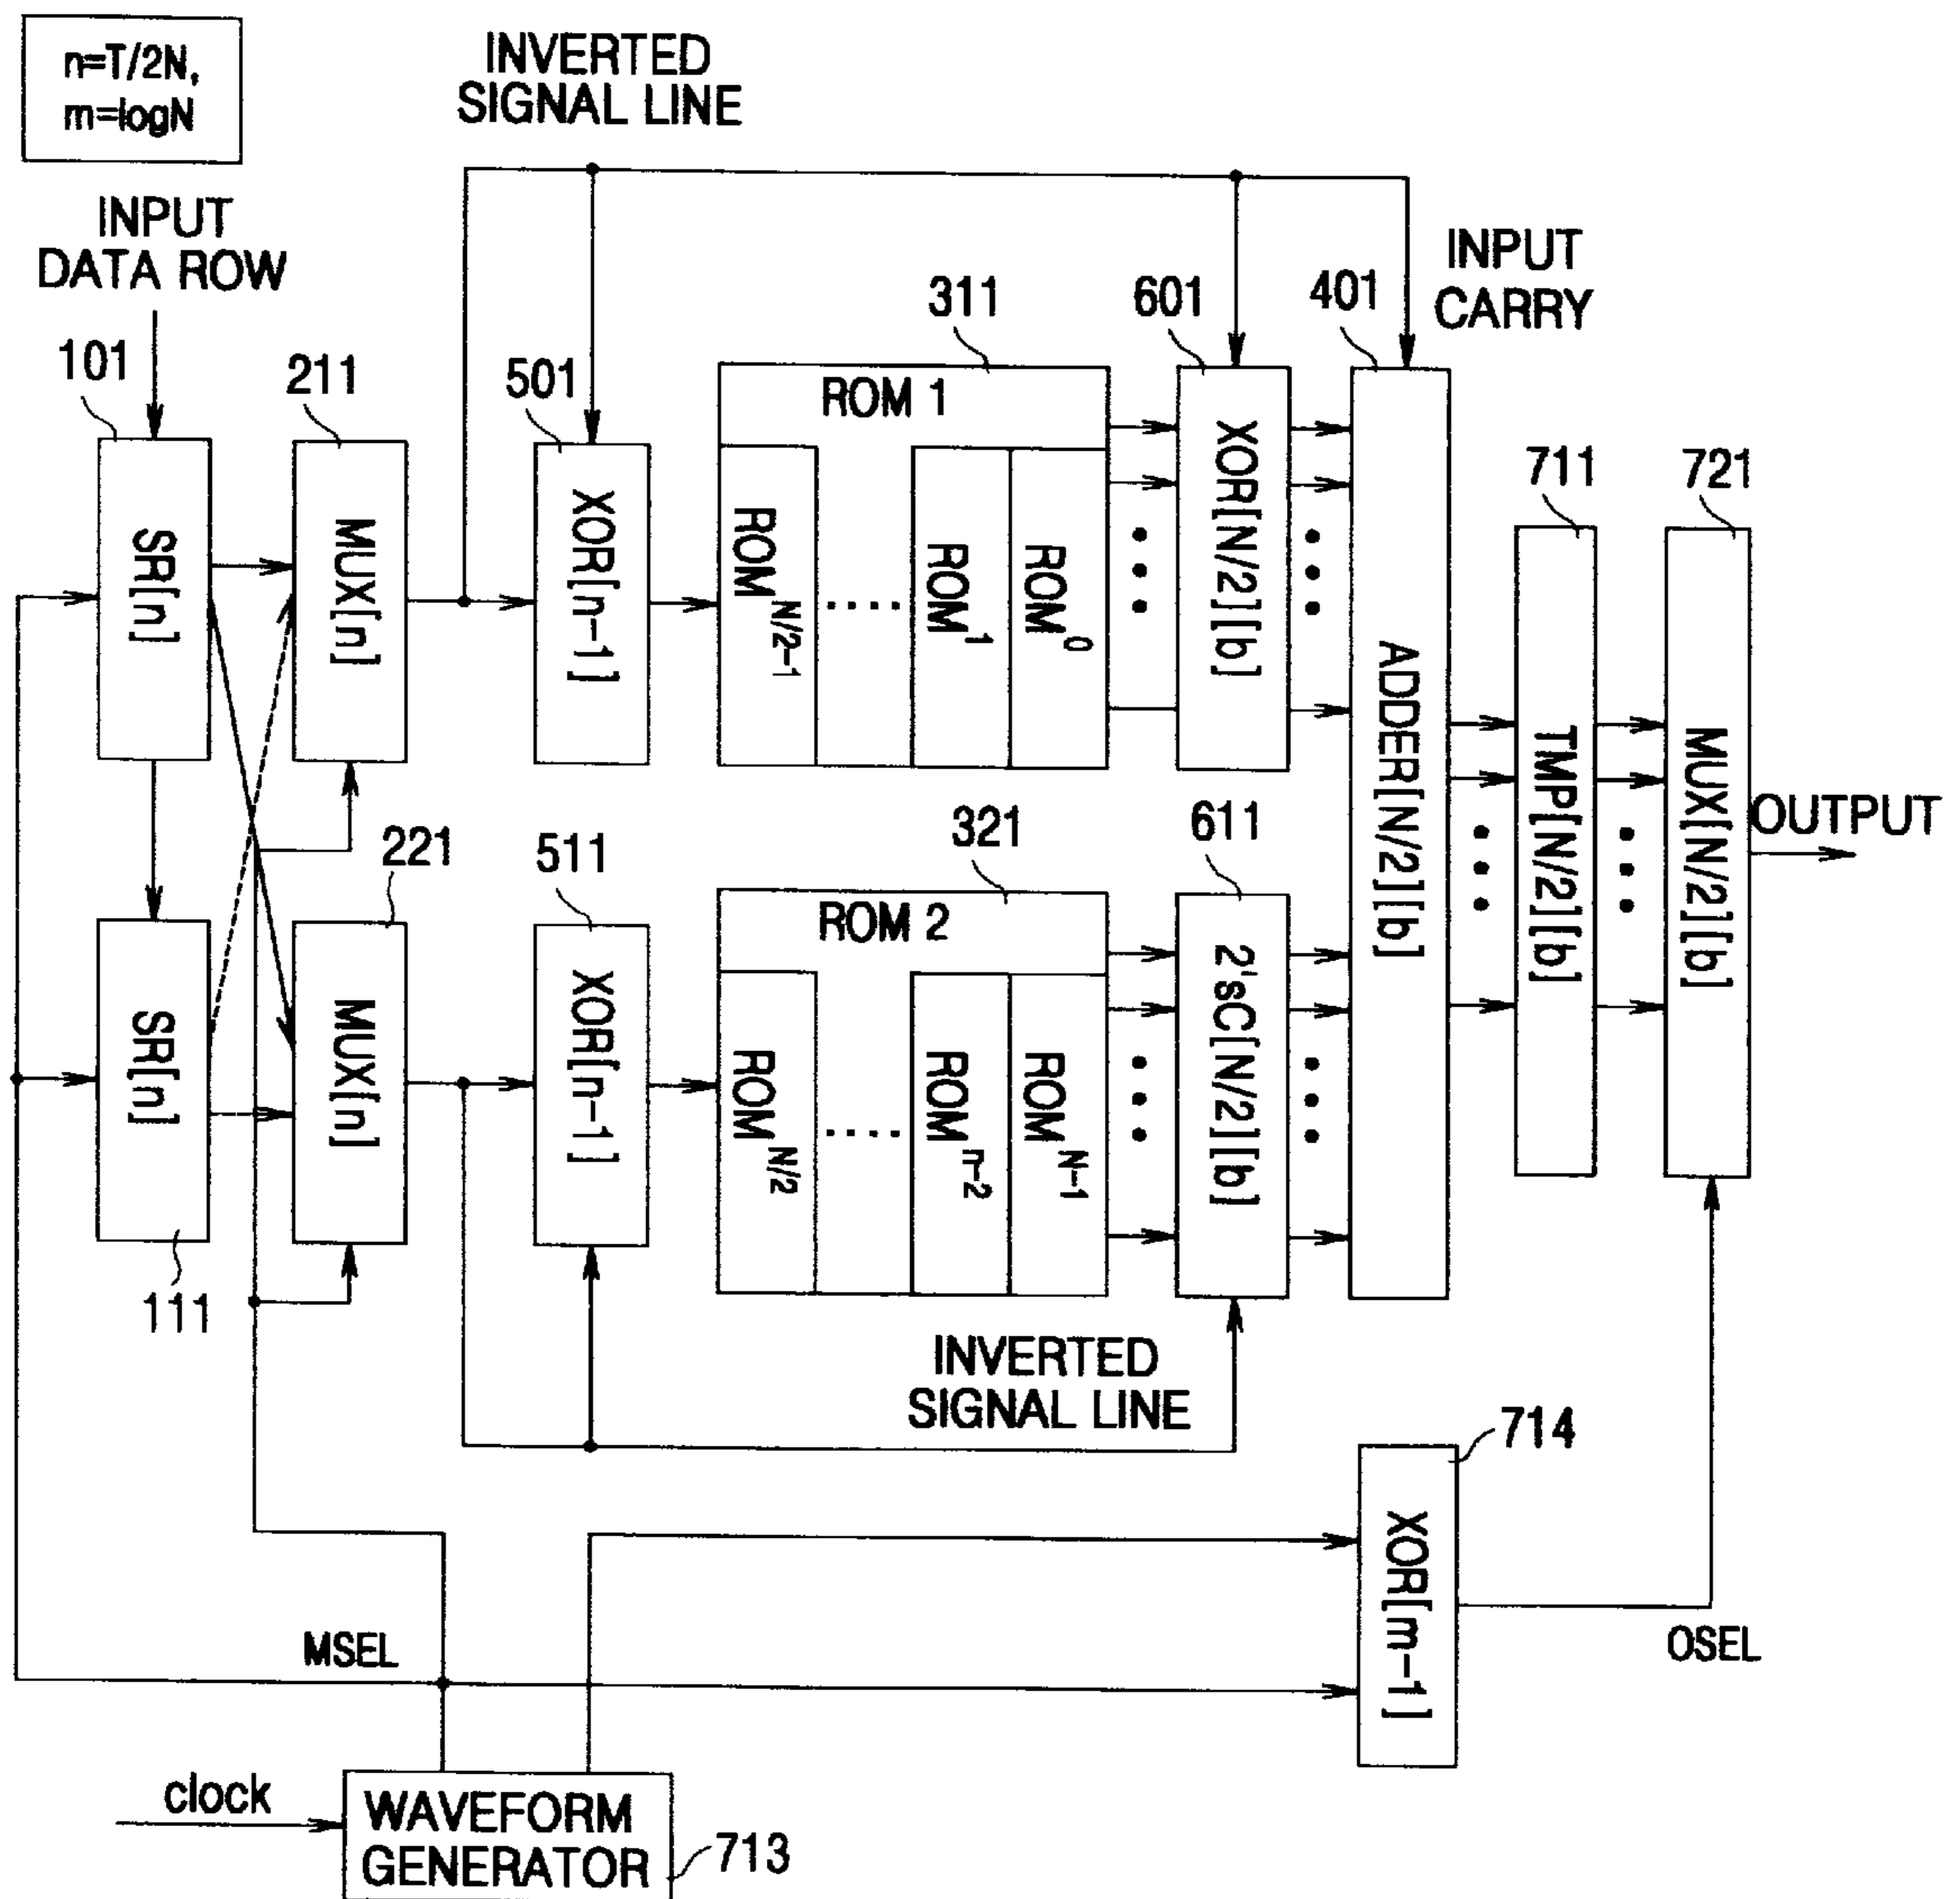 n=T/2N,
m=logN
INVERTED
SIGNAL LINE
INPUT
DATA ROW
INPUT
CARRY
101
211
501
311
601
401
711
721
SR[n]
MUX[n]
XOR[n-1]
ROM 1
ROM^N/2-1
....
ROM^1
ROM^0
XOR[N/2][b]
ADDER[N/2][b]
TMP[N/2][b]
MUX[N/2][b]
OUTPUT
221
511
321
611
SR[n]
MUX[n]
XOR[n-1]
ROM 2
ROM^N/2
....
ROM^n-2
ROM^N-1
2'sC[N/2][b]
111
INVERTED
SIGNAL LINE
714
XOR[m-1]
MSEL
OSEL
clock
WAVEFORM
GENERATOR
713